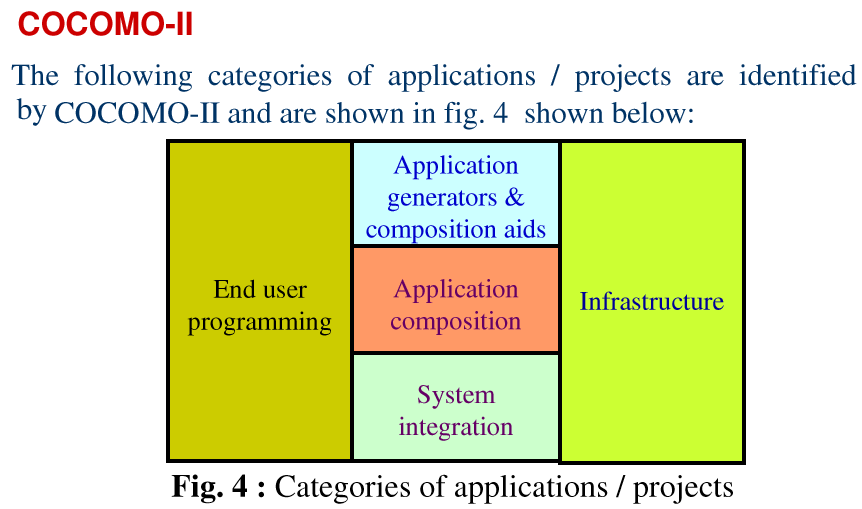 COCOMO-II
The following categories of applications / projects are identified
by COCOMO-II and are shown in fig. 4 shown below:
Application
generators &
composition aids
End user
programming
Application
composition
Infrastructure
System
integration
Fig. 4 : Categories of applications / projects